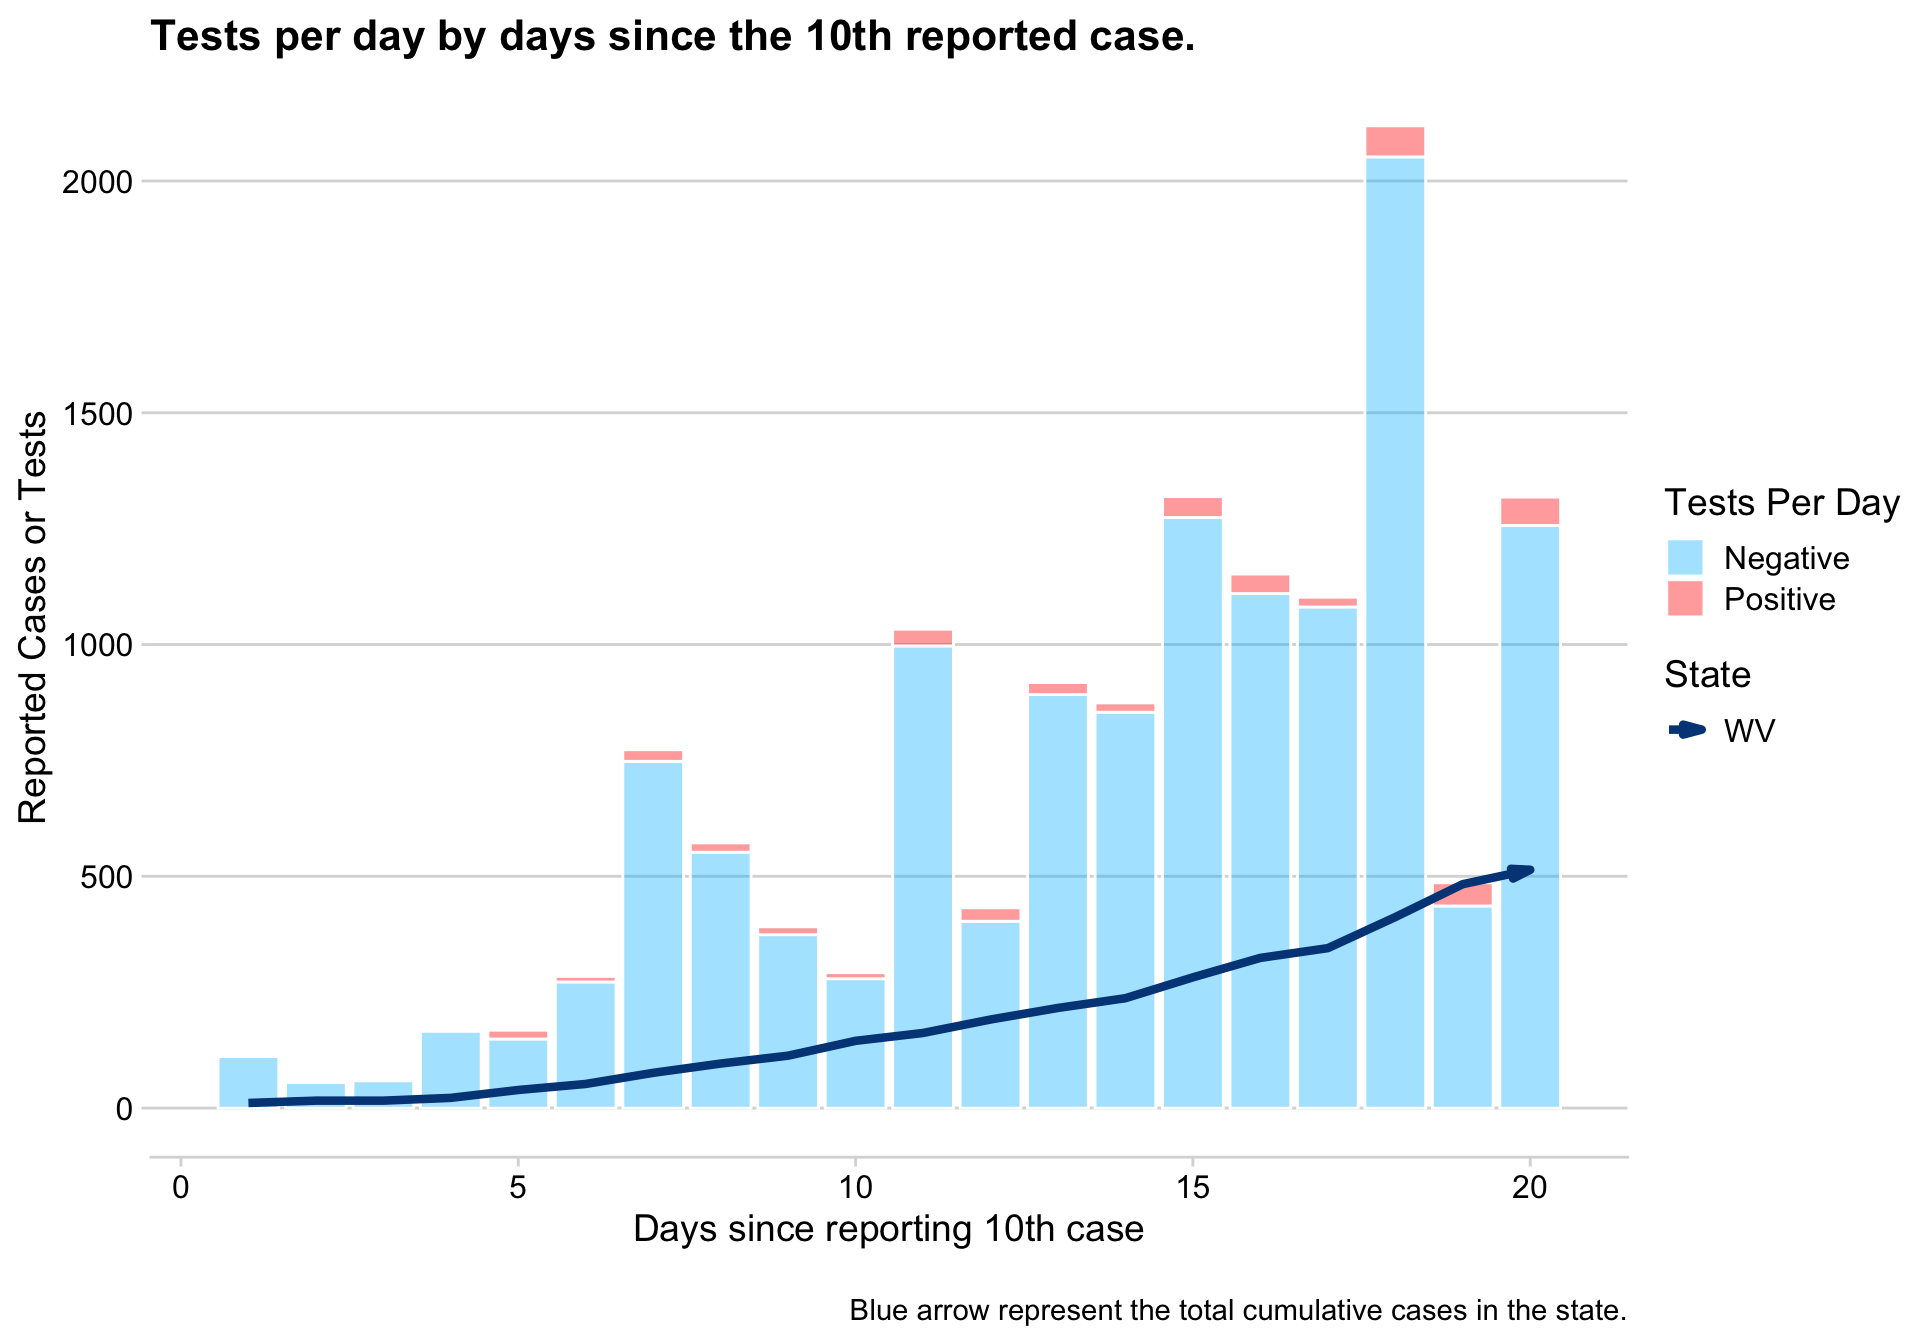 Tests per day by days since the 10th reported case.
Reported Cases or Tests
2000
1500
1000
500
0
0 5 10 15 20
Days since reporting 10th case
Tests Per Day
Negative
Positive
State
WV
Blue arrow represent the total cumulative cases in the state.